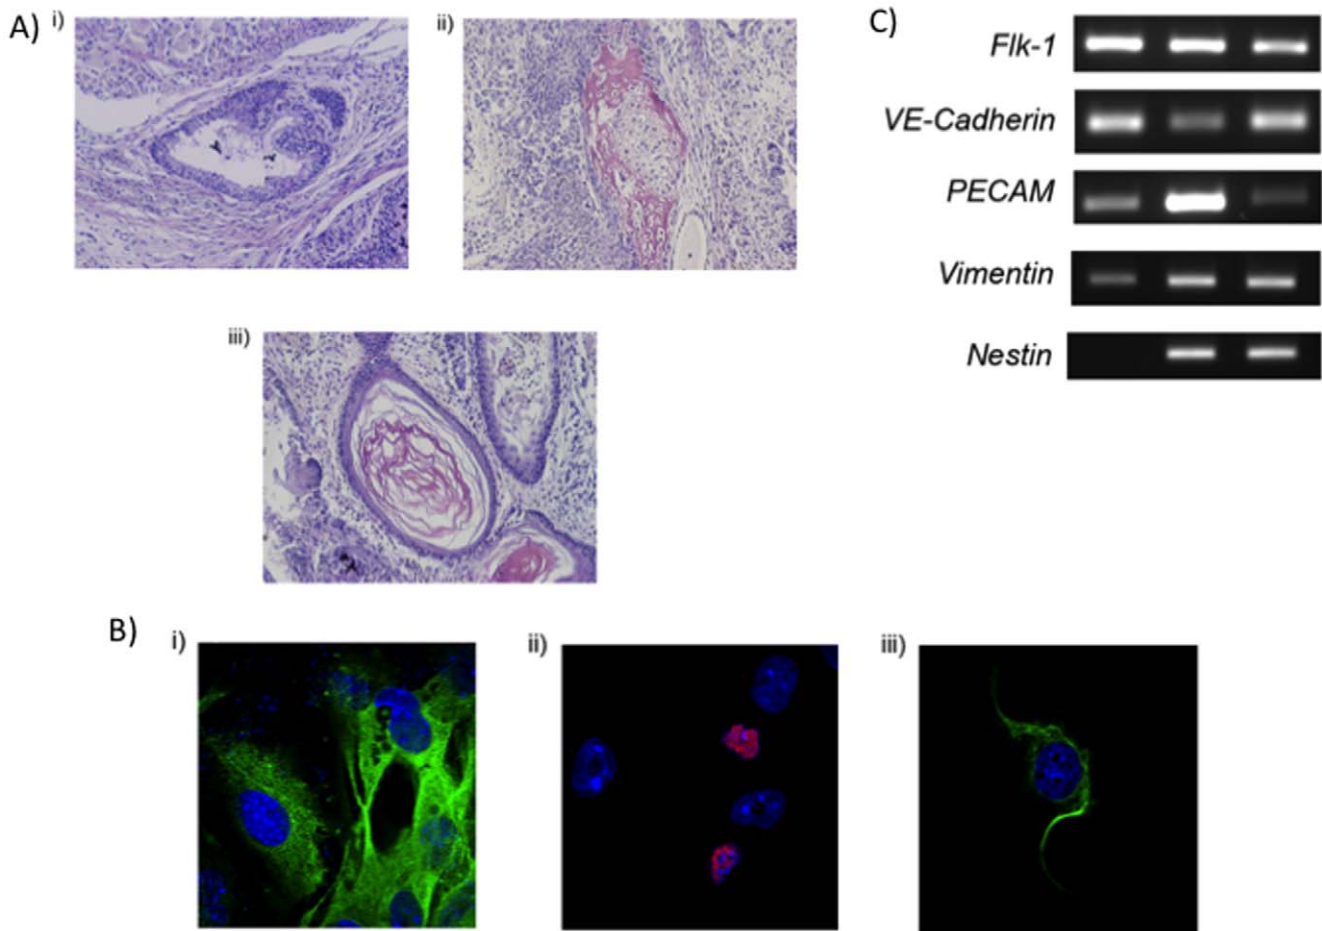 A)
i)
ii)
iii)
B)
i)
ii)
iii)
C)
Flk-1
VE-Cadherin
PECAM
Vimentin
Nestin